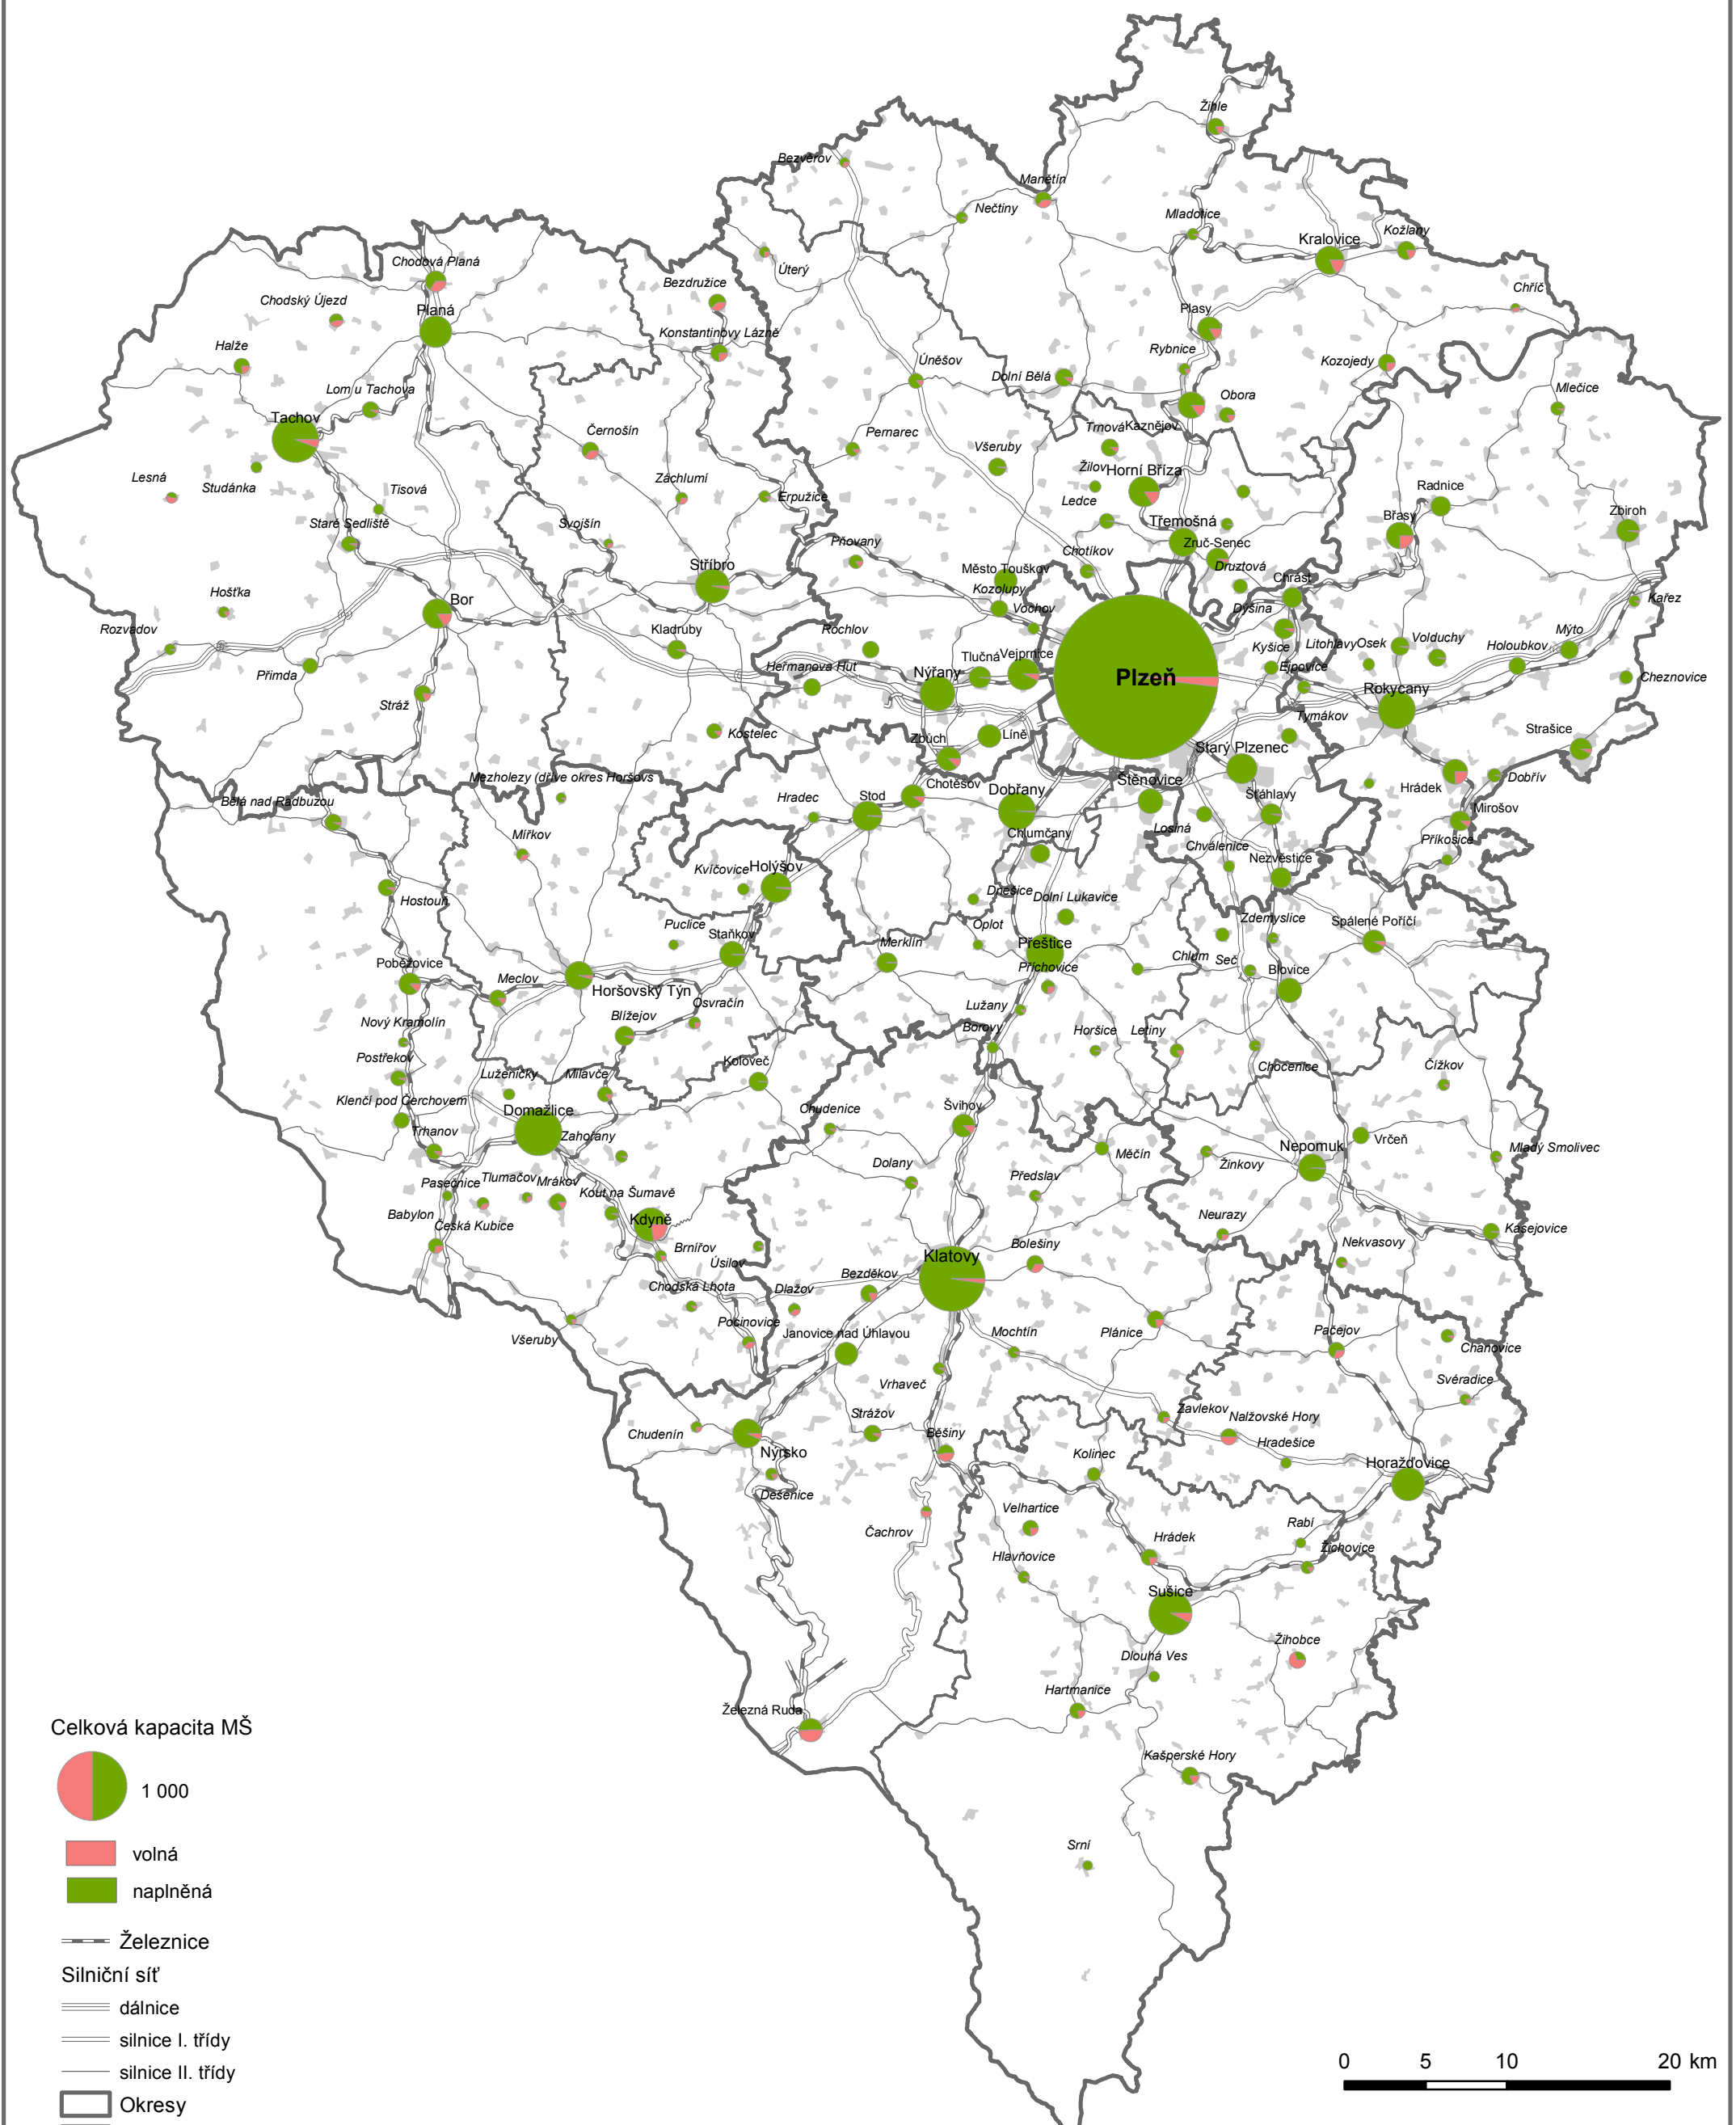 Žihle
Bezvěrov
Manětín
Nečtiny
Mladotice
Kralovice
Kožlany
Úterý
Chodová Planá
Bezdružice
Chodský Újezd
Planá
Chříč
Plasy
Konstantinovy Lázně
Halže
Rybnice
Úněšov
Dolní Bělá
Kozojedy
Lom u Tachova
Obora
Mlečice
Tachov
Trnová
Kaznějov
Černošín
Pernarec
Všeruby
Žilov
Horní Bříza
Lesná
Studánka
Tisová
Záchlumí
Erpužice
Ledce
Radnice
Zbiroh
Břasy
Staré Sedliště
Svojšín
Třemošná
Zruč-Senec
Pňovany
Chotíkov
Stříbro
Město Touškov
Druztová
Chrást
Kozolupy
Hošťka
Bor
Vochov
Dýšina
Kařez
Rozvadov
Kladruby
Rochlov
Mýto
Kyšice
Litohlavy
Osek
Volduchy
Holoubkov
Tlučná
Vejprnice
Heřmanova Huť
Ejpovice
Nýřany
Plzeň
Přimda
Cheznovice
Rokycany
Stráž
Tymákov
Kostelec
Zbůch
Líně
Strašice
Starý Plzenec
Mezholezy (dříve okres Horšovs
Štěnovice
Dobřív
Chotěšov
Hrádek
Bělá nad Radbuzou
Hradec
Stod
Dobřany
Šťáhlavy
Mirošov
Losiná
Mířkov
Chlumčany
Příkosice
Chválenice
Nezvěstice
Kvíčovice
Holýšov
Dnešice
Dolní Lukavice
Hostouň
Puclice
Oplot
Zdemyslice
Spálené Poříčí
Staňkov
Merklín
Přeštice
Chlum
Seč
Poběžovice
Příchovice
Blovice
Meclov
Horšovský Týn
Osvračín
Lužany
Nový Kramolín
Blížejov
Borovy
Horšice
Letiny
Postřekov
Koloveč
Čížkov
Chocenice
Luženičky
Milavče
Klenčí pod Čerchovem
Domažlice
Chudenice
Švihov
Trhanov
Zahořany
Vrčeň
Nepomuk
Mladý Smolivec
Měčín
Žinkovy
Dolany
Pasečnice
Tlumačov
Mrákov
Předslav
Kout na Šumavě
Babylon
Česká Kubice
Kdyně
Neurazy
Kasejovice
Brnířov
Bolešiny
Nekvasovy
Úsilov
Klatovy
Chodská Lhota
Dlažov
Bezděkov
Pocinovice
Janovice nad Úhlavou
Mochtín
Plánice
Pačejov
Všeruby
Chanovice
Vrhaveč
Svéradice
Strážov
Zavlekov
Nalžovské Hory
Chudenín
Běšiny
Hradešice
Nýrsko
Kolinec
Horažďovice
Dešenice
Velhartice
Rabí
Čachrov
Hrádek
Žichovice
Hlavňovice
Sušice
Žihobce
Dlouhá Ves
Hartmanice
Železná Ruda
Celková kapacita MŠ
Kašperské Hory
1 000
Srní
volná
naplněná
Železnice
Silniční síť
dálnice
silnice I. třídy
0 5 10 20 km
silnice II. třídy
Okresy